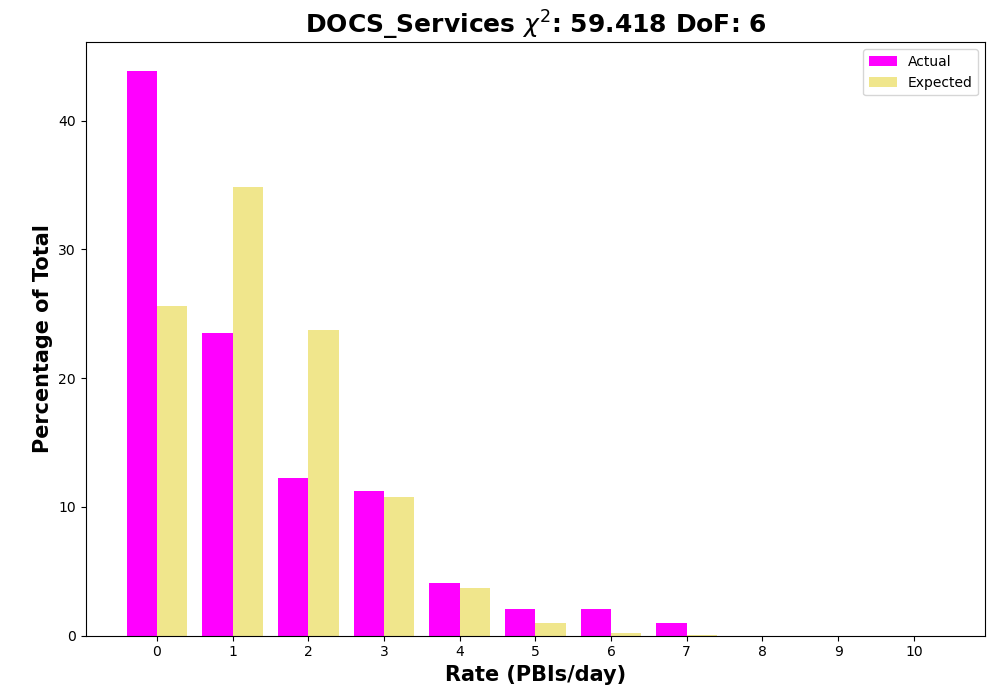 DOCS_Services χ²: 59.418 DoF: 6
Actual
Expected
Percentage of Total
40
30
20
10
0
0 1 2 3 4 5 6 7 8 9 10
Rate (PBIs/day)